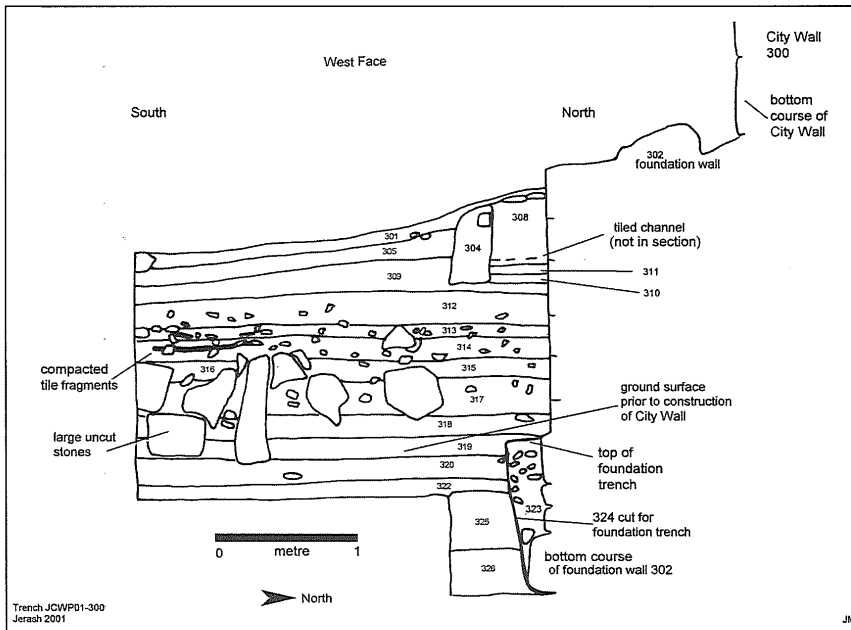 City Wall
300
West Face
bottom
course of
City Wall
South
North
302
foundation wall
308
301
304
tiled channel
(not in section)
305
309
311
310
312
313
314
compacted
tile fragments
316
315
317
ground surface
prior to construction
of City Wall
318
large uncut
stones
319
top of
foundation
trench
320
322
323
324 cut for
foundation trench
325
bottom course
of foundation wall 302
326
0 metre 1
North
Trench JCWP01-300
Jerash 2001
JM